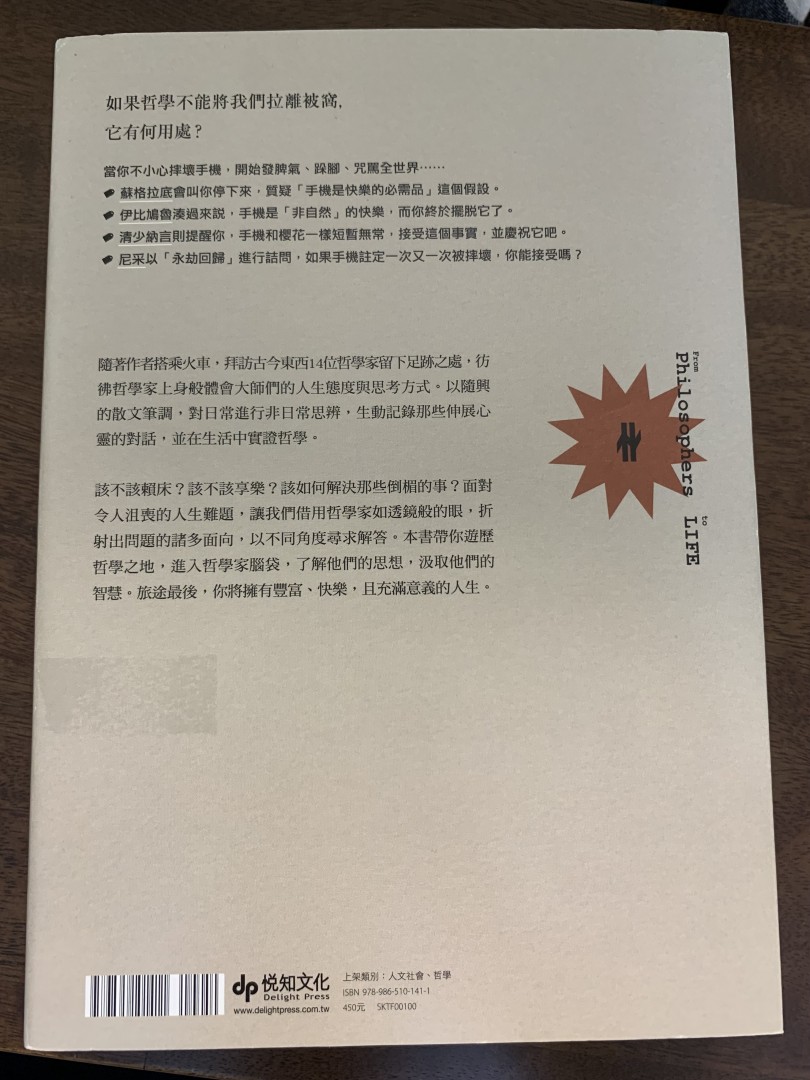 如果哲學不能將我們拉離被窩，
它有何用處？
當你不小心摔壞手機，開始發脾氣、跺腳、咒罵全世界……
蘇格拉底會叫你停下來，質疑「手機是快樂的必需品」這個假設。
伊比鳩魯湊過來說，手機是「非自然」的快樂，而你終於擺脫它了。
清少納言則提醒你，手機和櫻花一樣短暫無常，接受這個事實，並慶祝它吧。
尼采以「永劫回歸」進行詰問，如果手機註定一次又一次被摔壞，你能接受嗎？
隨著作者搭乘火車，拜訪古今東西14位哲學家留下足跡之處，彷
彿哲學家上身般體會大師們的人生態度與思考方式。以隨興
的散文筆調，對日常進行非日常思辨，生動記錄那些伸展心
靈的對話，並在生活中實證哲學。
該不該賴床？該不該享樂？該如何解決那些倒楣的事？面對
令人沮喪的人生難題，讓我們借用哲學家如透鏡般的眼，折
射出問題的諸多面向，以不同角度尋求解答。本書帶你遊歷
哲學之地，進入哲學家腦袋，了解他們的思想，汲取他們的
智慧。旅途最後，你將擁有豐富、快樂，且充滿意義的人生。
From
Philosophers
to
LIFE
dp 悦知文化
Delight Press
www.delightpress.com.tw
上架類別：人文社會、哲學
ISBN 978-986-510-141-1
450元 SKTF00100